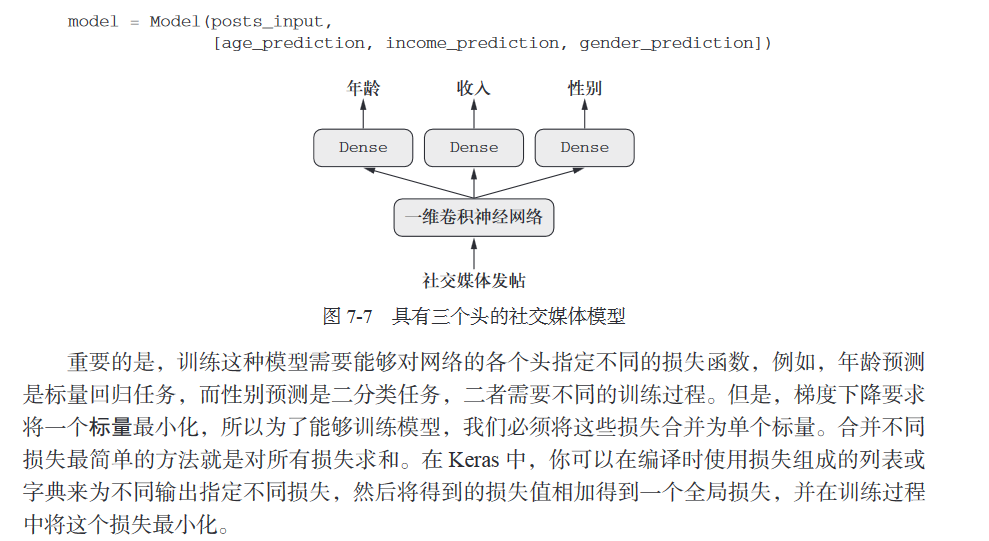 model = Model(posts_input,
[age_prediction, income_prediction, gender_prediction])
年龄 收入 性别
Dense Dense Dense
一维卷积神经网络
社交媒体发帖
图 7-7 具有三个头的社交媒体模型
重要的是，训练这种模型需要能够对网络的各个头指定不同的损失函数，例如，年龄预测
是标量回归任务，而性别预测是二分类任务，二者需要不同的训练过程。但是，梯度下降要求
将一个标量最小化，所以为了能够训练模型，我们必须将这些损失合并为单个标量。合并不同
损失最简单的方法就是对所有损失求和。在 Keras 中，你可以在编译时使用损失组成的列表或
字典来为不同输出指定不同损失，然后将得到的损失值相加得到一个全局损失，并在训练过程
中将这个损失最小化。